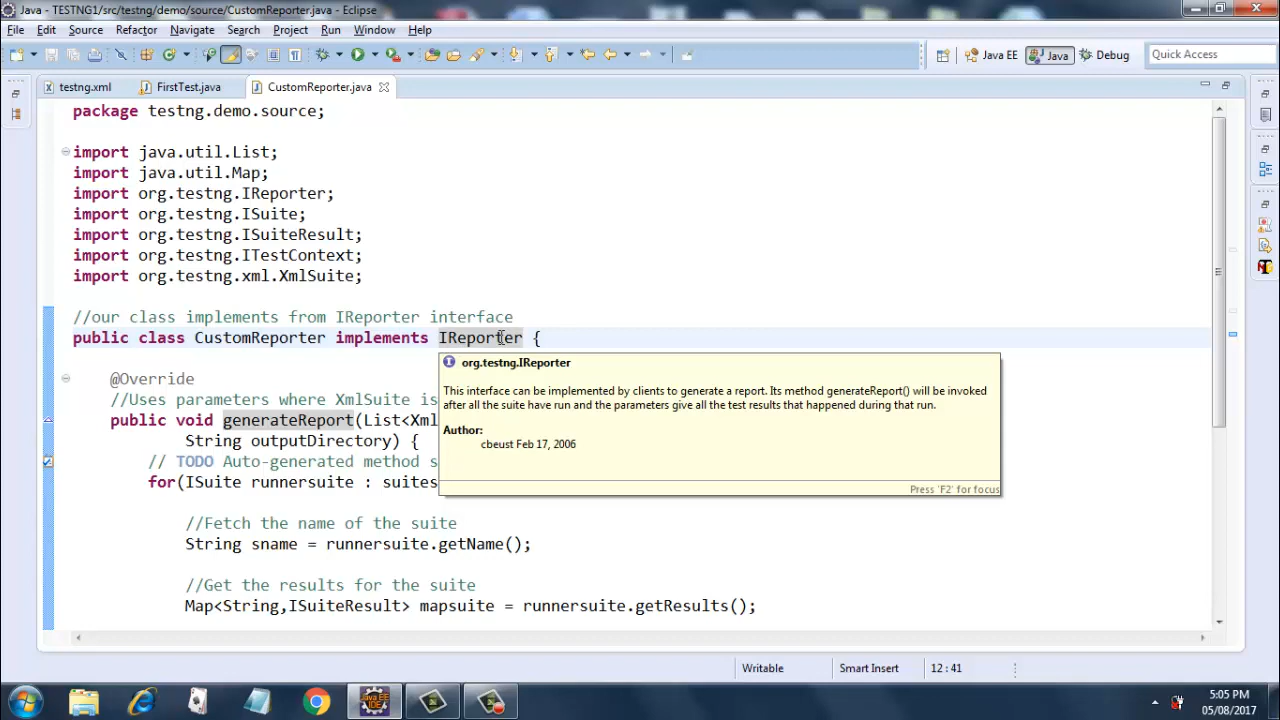 Java - TESTNG1/src/testng/demo/source/CustomReporter.java - Eclipse
File Edit Source Refactor Navigate Search Project Run Window Help
Java EE Java Debug Quick Access
testng.xml FirstTest.java CustomReporter.java
package testng.demo.source;
import java.util.List;
import java.util.Map;
import org.testng.IReporter;
import org.testng.ISuite;
import org.testng.ISuiteResult;
import org.testng.ITestContext;
import org.testng.xml.XmlSuite;
//our class implements from IReporter interface
public class CustomReporter implements IReporter {
org.testng.IReporter
This interface can be implemented by clients to generate a report. Its method generateReport() will be invoked
after all the suite have run and the parameters give all the test results that happened during that run.
Author:
cbeust Feb 17, 2006
Press 'F2' for focus
@Override
//Uses parameters where XmlSuite is
public void generateReport(List<Xml
String outputDirectory) {
// TODO Auto-generated method s
for(ISuite runnersuite : suites
//Fetch the name of the suite
String sname = runnersuite.getName();
//Get the results for the suite
Map<String,ISuiteResult> mapsuite = runnersuite.getResults();
Writable Smart Insert 12 : 41
5:05 PM
05/08/2017